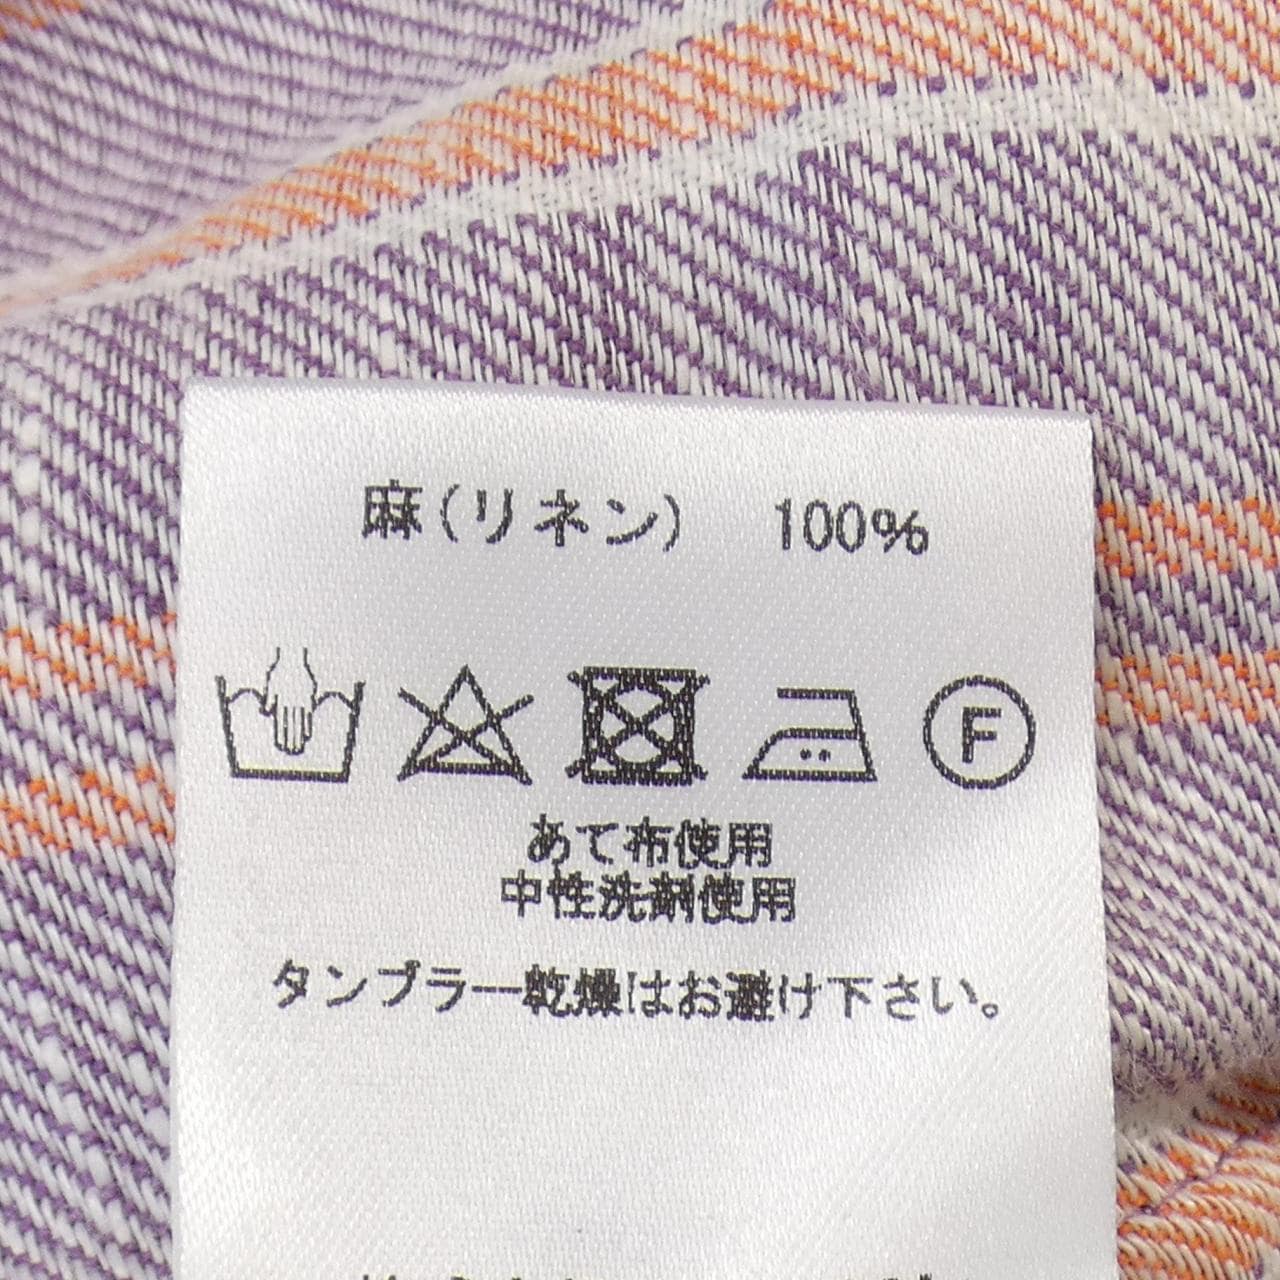 麻(リネン) 100%
F
あて布使用
中性洗剤使用
タンブラー乾燥はお避け下さい。